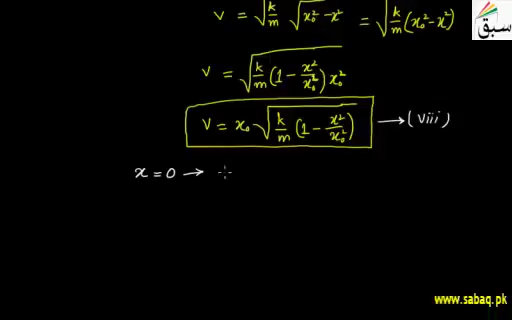 سبق
v = √(k/m) √(x₀² - x²) = √(k/m (x₀² - x²))
v = √(k/m (1 - x²/x₀²) x₀²)
v = x₀ √(k/m (1 - x²/x₀²)) → (viii)
x = 0 →
www.sabaq.pk